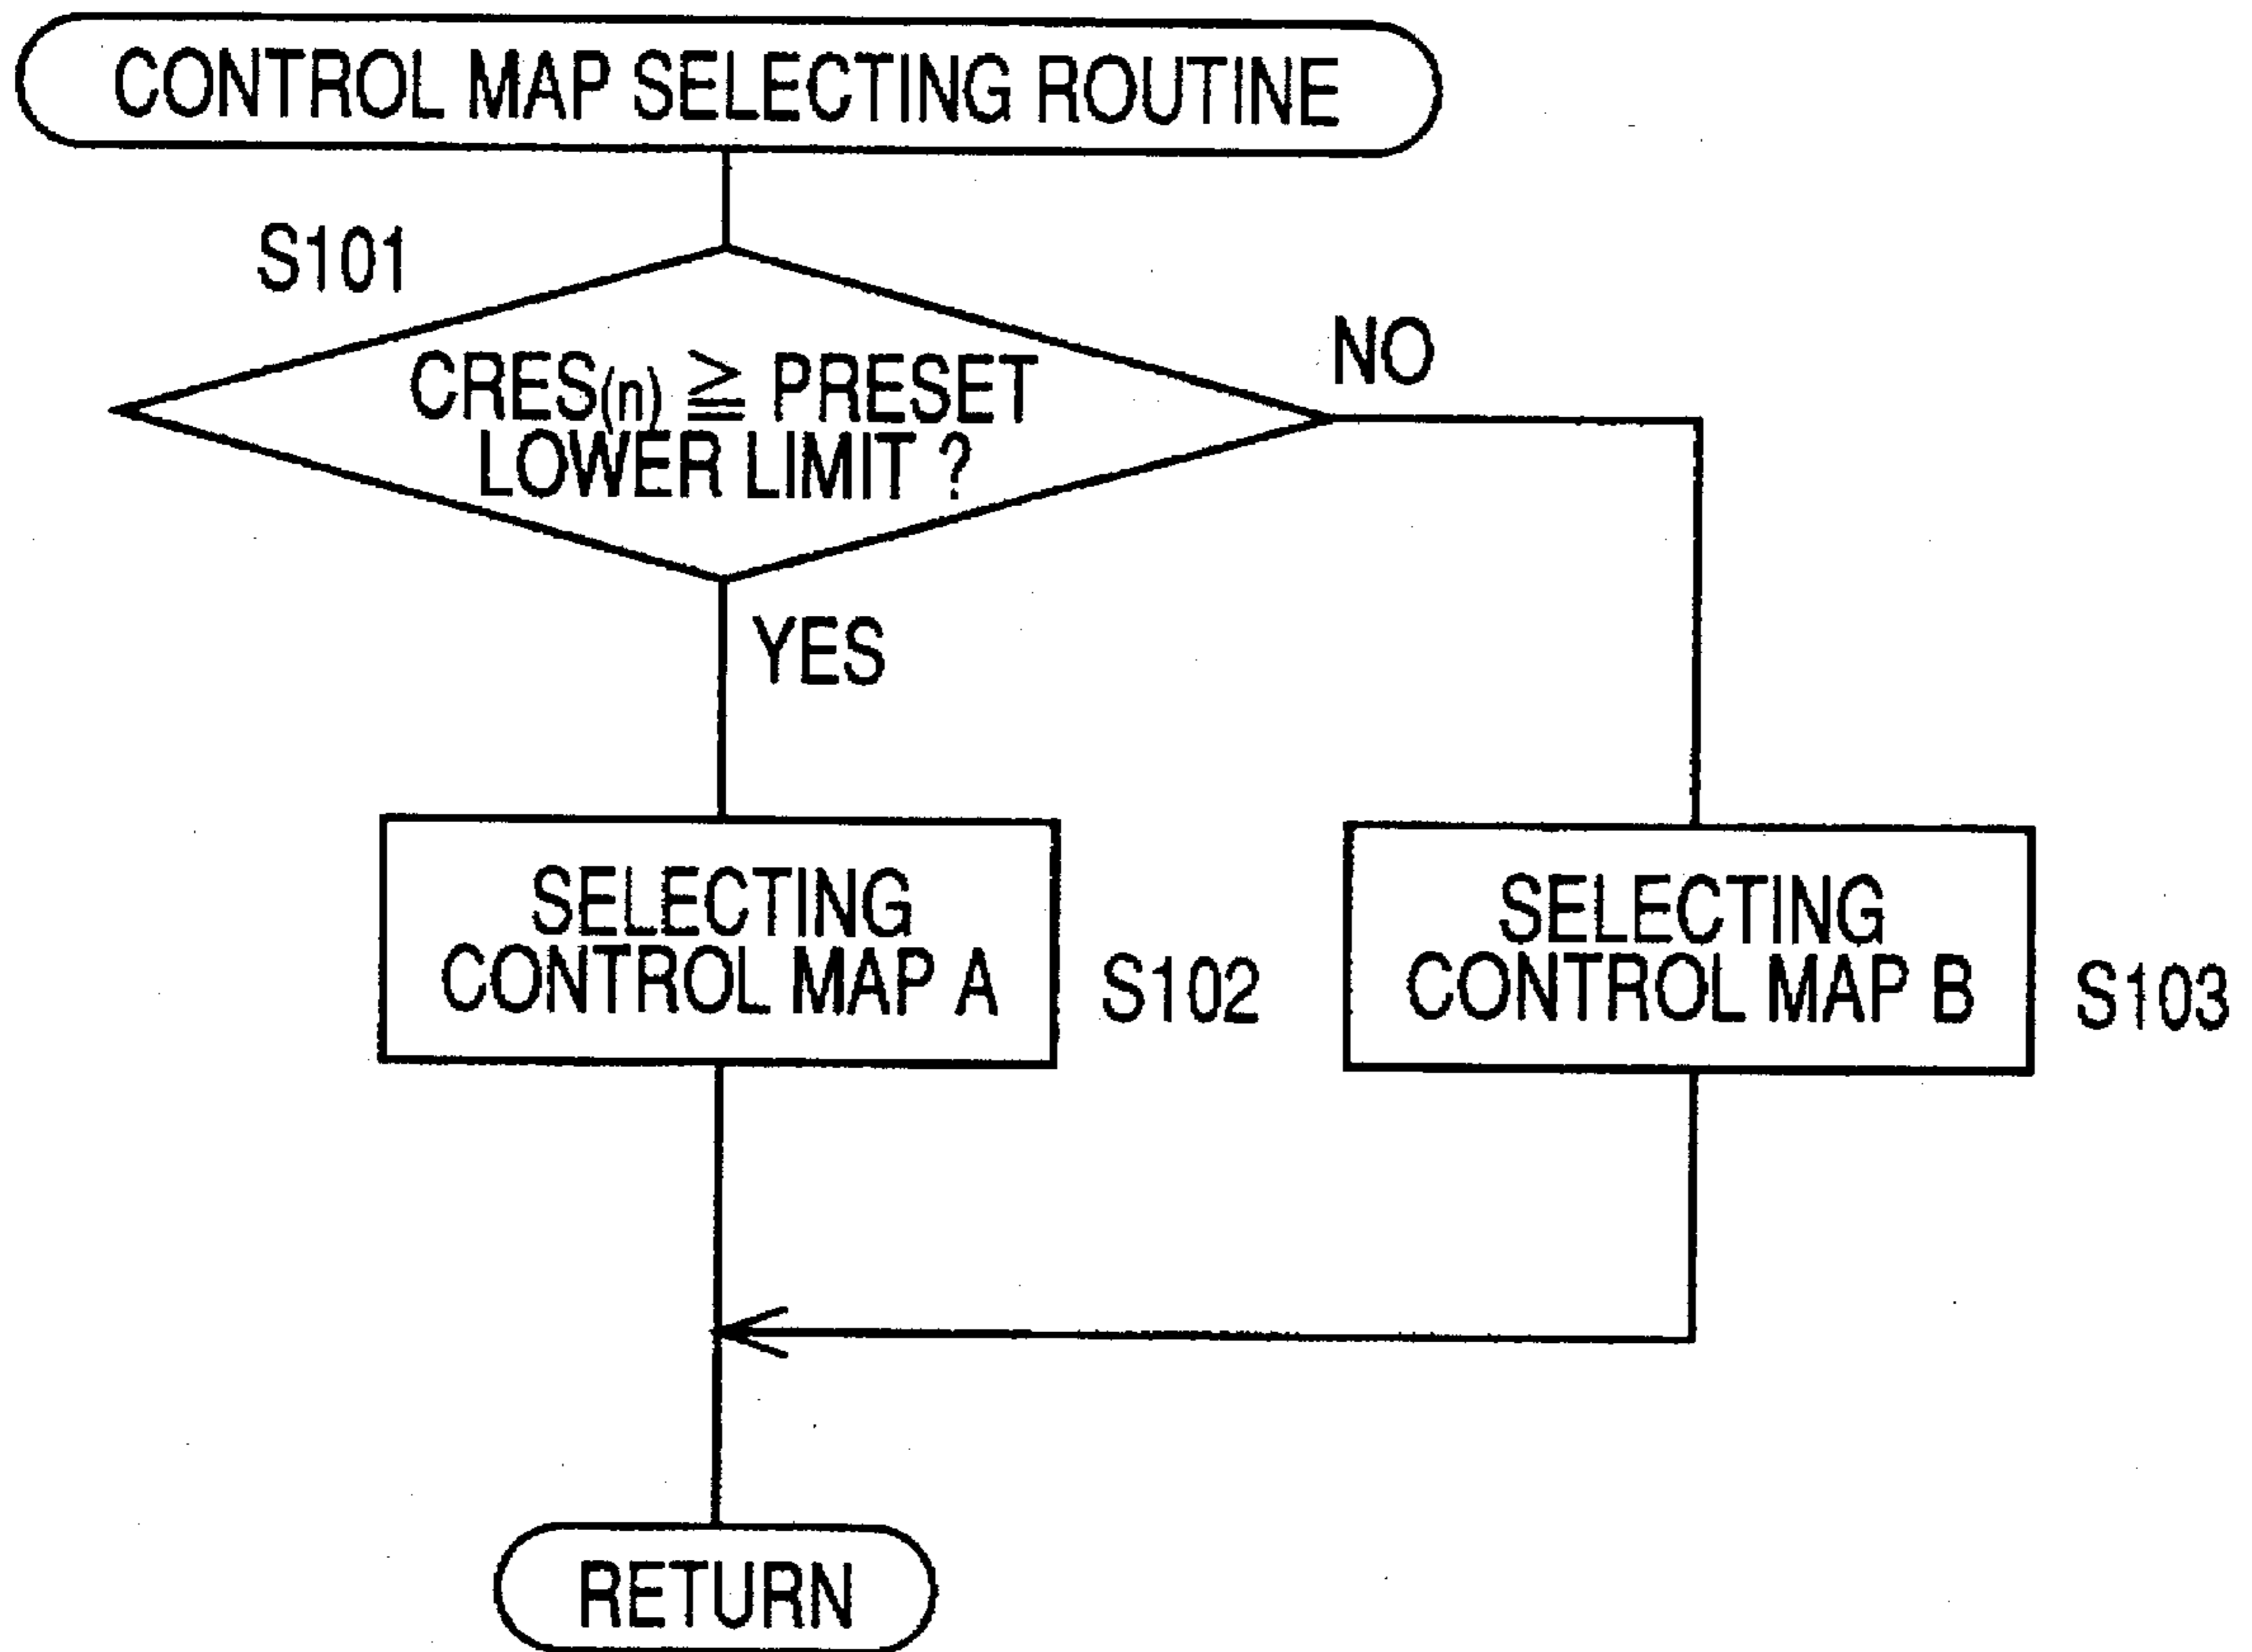 CONTROL MAP SELECTING ROUTINE
S101
CRES(n) ≧ PRESET
LOWER LIMIT ?
NO
YES
SELECTING
CONTROL MAP A
S102
SELECTING
CONTROL MAP B
S103
RETURN